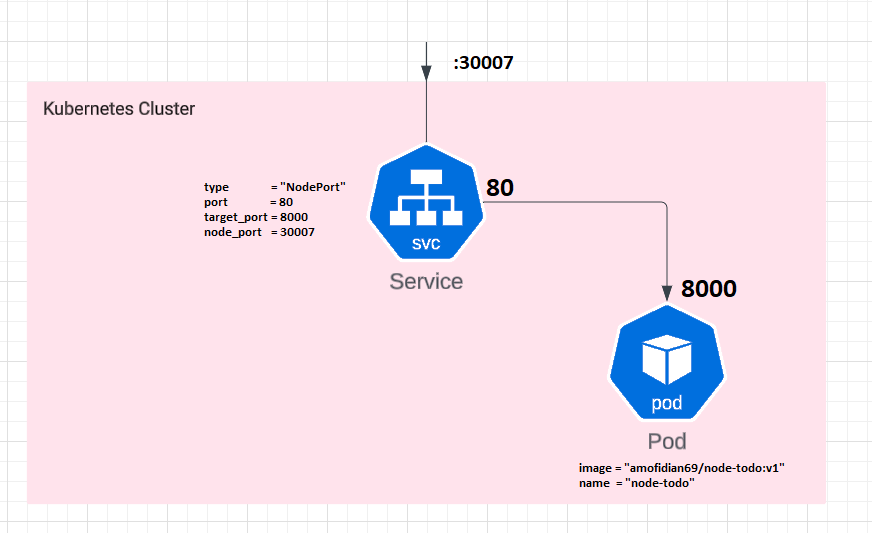 :30007
Kubernetes Cluster
type = "NodePort"
port = 80
target_port = 8000
node_port = 30007
80
svc
Service
8000
pod
Pod
image = "amofidian69/node-todo:v1"
name = "node-todo"